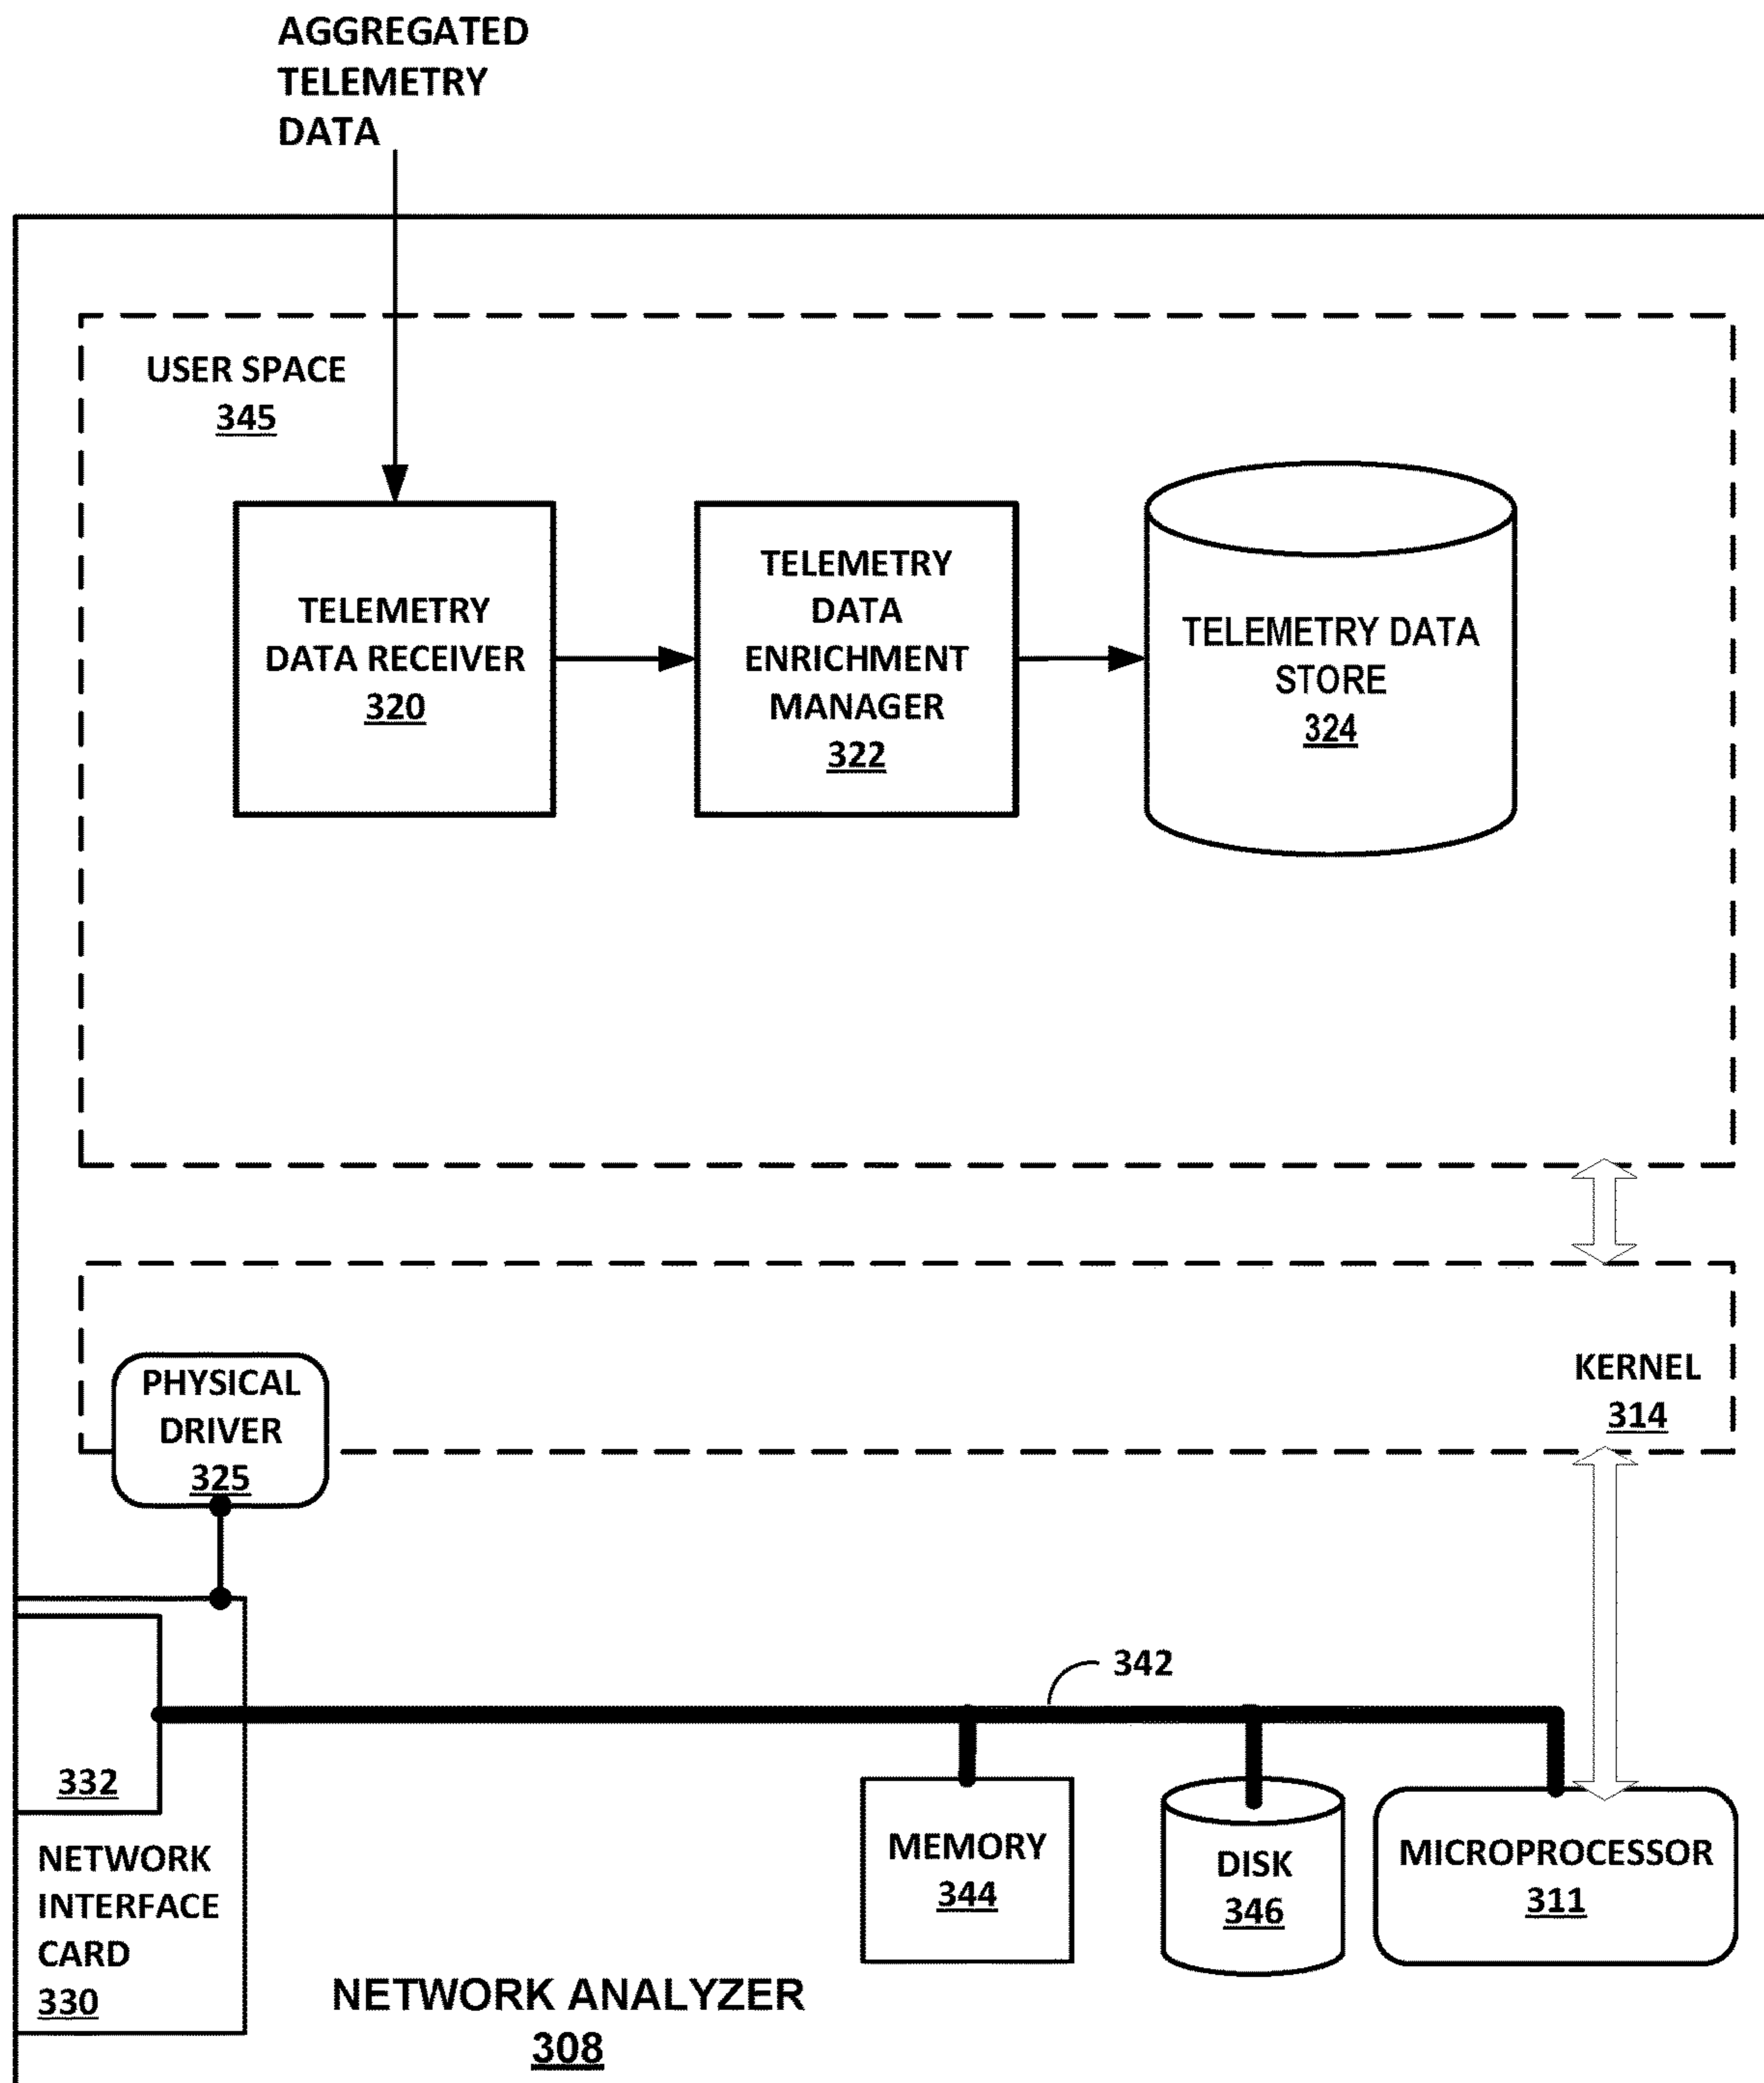 AGGREGATED
TELEMETRY
DATA
USER SPACE
345
TELEMETRY
DATA RECEIVER
320
TELEMETRY
DATA
ENRICHMENT
MANAGER
322
TELEMETRY DATA
STORE
324
KERNEL
314
PHYSICAL
DRIVER
325
342
332
NETWORK
INTERFACE
CARD
330
MEMORY
344
DISK
346
MICROPROCESSOR
311
NETWORK ANALYZER
308